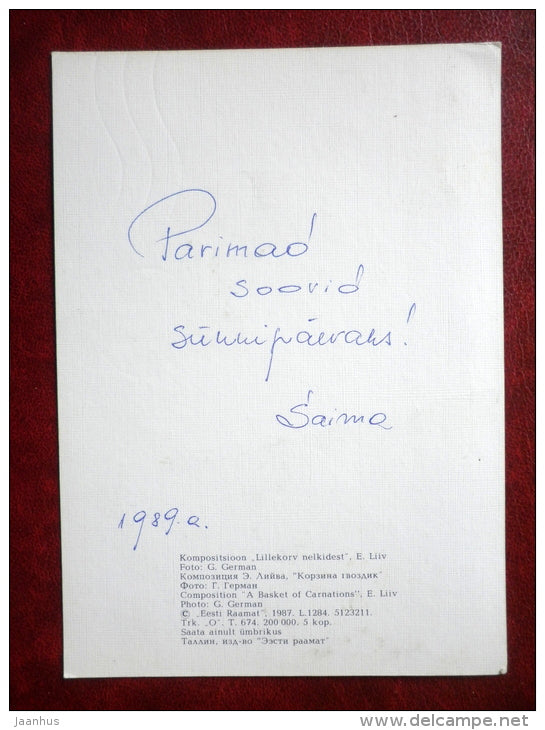 Parimad
soovid
sünnipäevaks!
Saima
1989.a.
Kompositsioon „Lillekorv nelkidest", E. Liiv
Foto: G. German
Композиция Э. Лийва, "Корзина гвоздик"
Фото: Г. Герман
Composition "A Basket of Carnations", E. Liiv
Photo: G. German
© „Eesti Raamat", 1987. L.1284. 5123211.
Trk. „O". T. 674. 200 000. 5 kop.
Saata ainult ümbrikus
Таллин, изд-во "Ээсти раамат"
jaanhus
www.delcampe.net